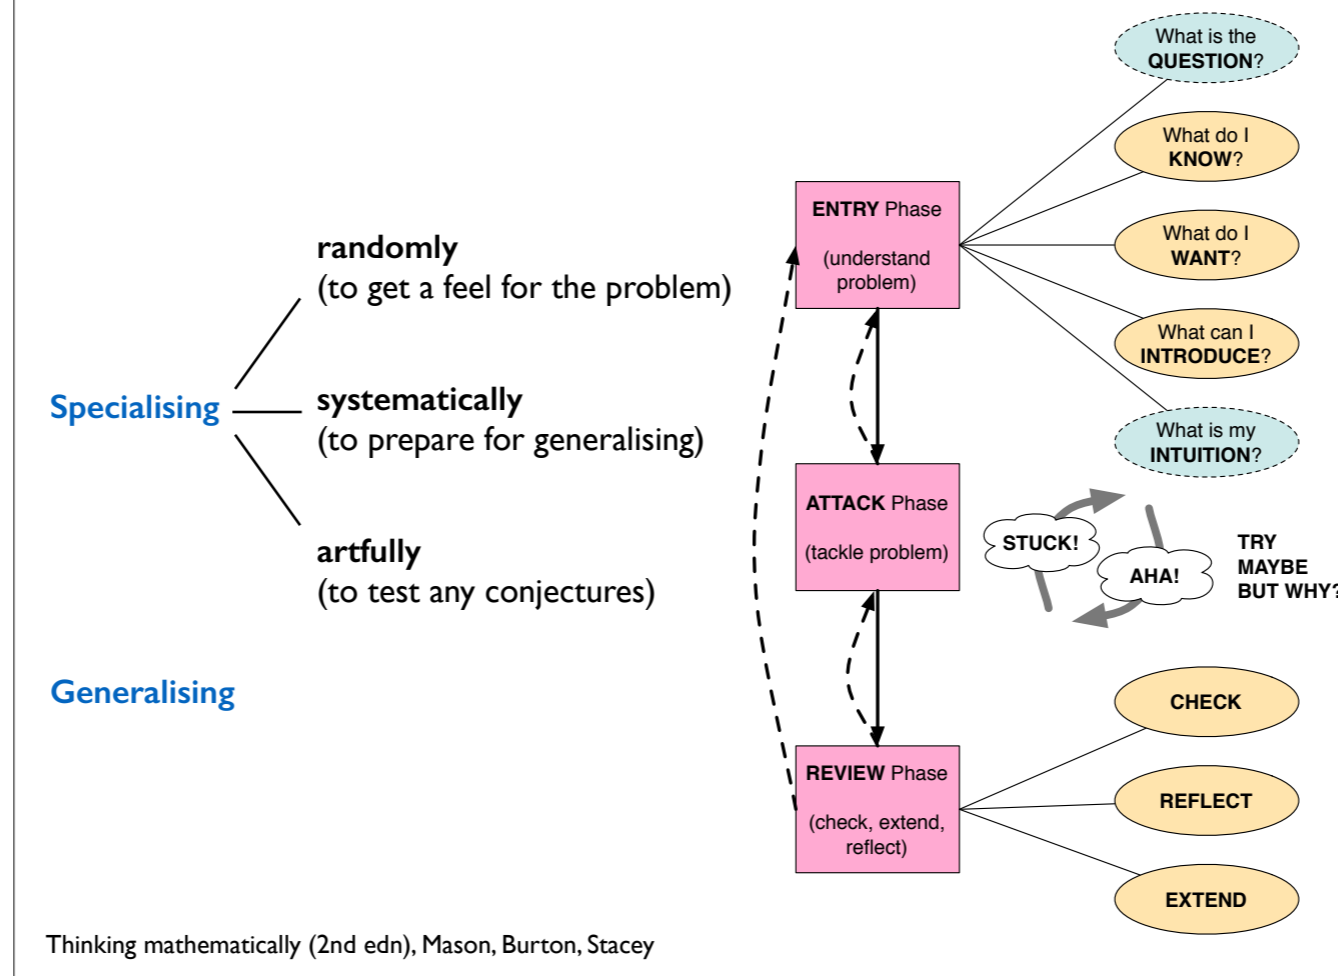 randomly
(to get a feel for the problem)
Specialising
systematically
(to prepare for generalising)
artfully
(to test any conjectures)
Generalising
ENTRY Phase
(understand
problem)
What is the
QUESTION?
What do I
KNOW?
What do I
WANT?
What can I
INTRODUCE?
What is my
INTUITION?
ATTACK Phase
(tackle problem)
STUCK!
AHA!
TRY
MAYBE
BUT WHY?
REVIEW Phase
(check, extend,
reflect)
CHECK
REFLECT
EXTEND
Thinking mathematically (2nd edn), Mason, Burton, Stacey